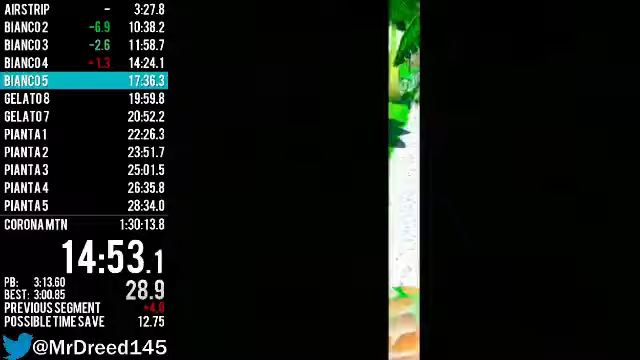 AIRSTRIP - 3:27.8
BIANCO 2 -6.9 10:38.2
BIANCO 3 -2.6 11:58.7
BIANCO 4 +1.3 14:24.1
BIANCO 5 17:36.3
GELATO 8 19:59.8
GELATO 7 20:52.2
PIANTA 1 22:26.3
PIANTA 2 23:51.7
PIANTA 3 25:01.5
PIANTA 4 26:35.8
PIANTA 5 28:34.0
CORONA MTN 1:30:13.8
14:53.1
PB: 3:13.60
BEST: 3:00.85 28.9
PREVIOUS SEGMENT
POSSIBLE TIME SAVE 12.75
@MrDreed145